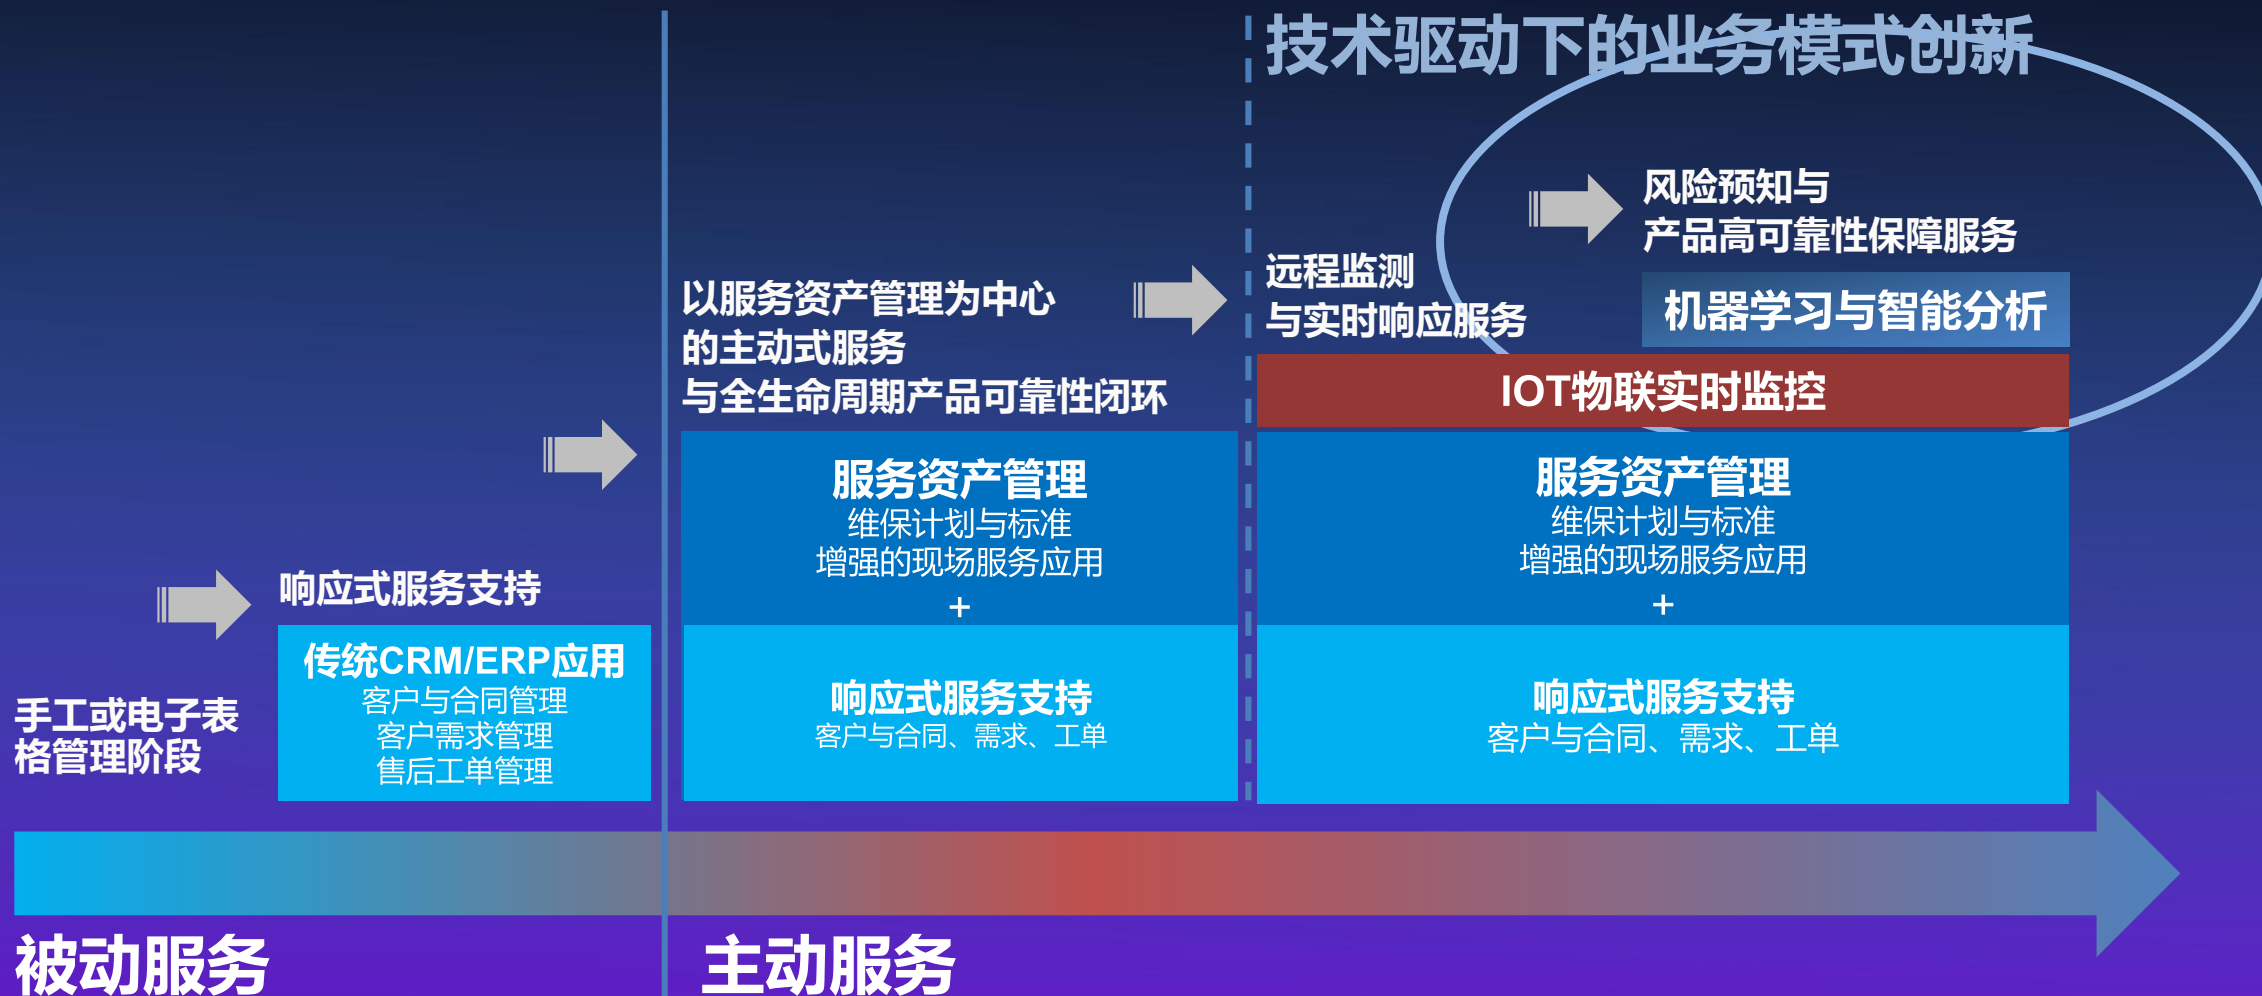 技术驱动下的业务模式创新
风险预知与
产品高可靠性保障服务
机器学习与智能分析
远程监测
与实时响应服务
IOT物联实时监控
服务资产管理
维保计划与标准
增强的现场服务应用
+
响应式服务支持
客户与合同、需求、工单
以服务资产管理为中心
的主动式服务
与全生命周期产品可靠性闭环
服务资产管理
维保计划与标准
增强的现场服务应用
+
响应式服务支持
客户与合同、需求、工单
响应式服务支持
传统CRM/ERP应用
客户与合同管理
客户需求管理
售后工单管理
手工或电子表
格管理阶段
被动服务
主动服务